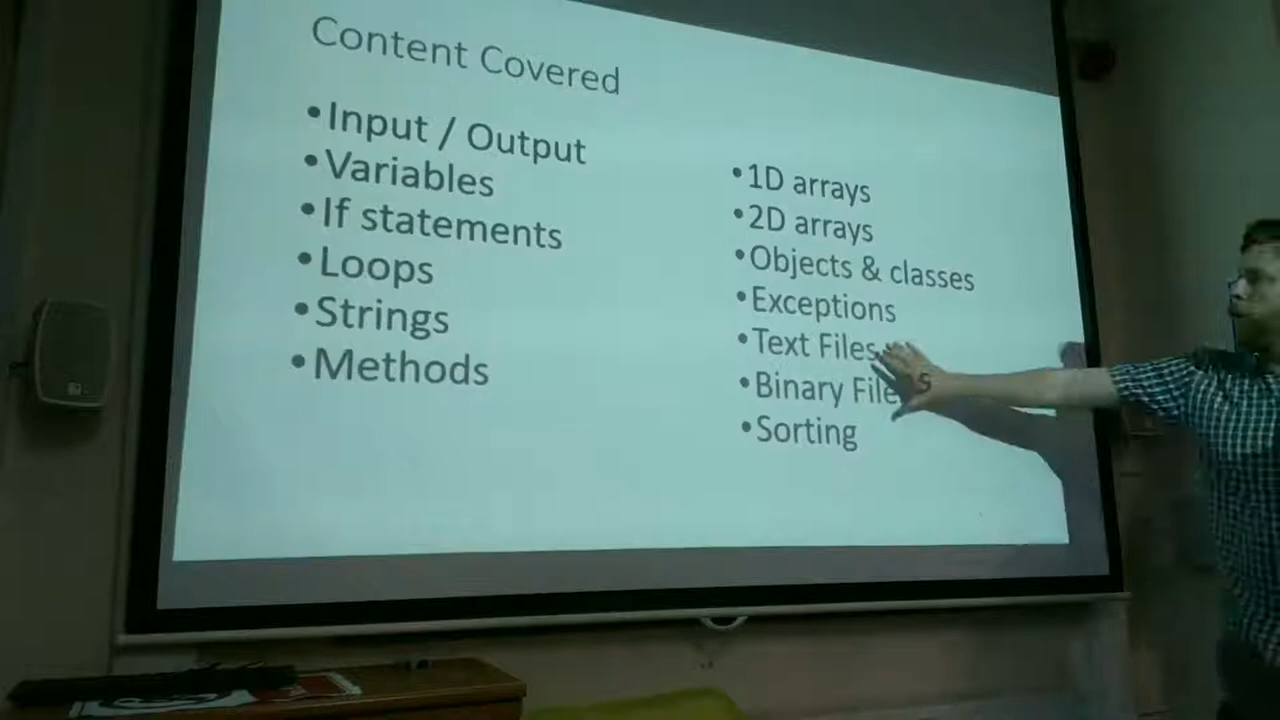 Content Covered
•Input / Output
•Variables
•If statements
•Loops
•Strings
•Methods
•1D arrays
•2D arrays
•Objects & classes
•Exceptions
•Text Files
•Binary Files
•Sorting